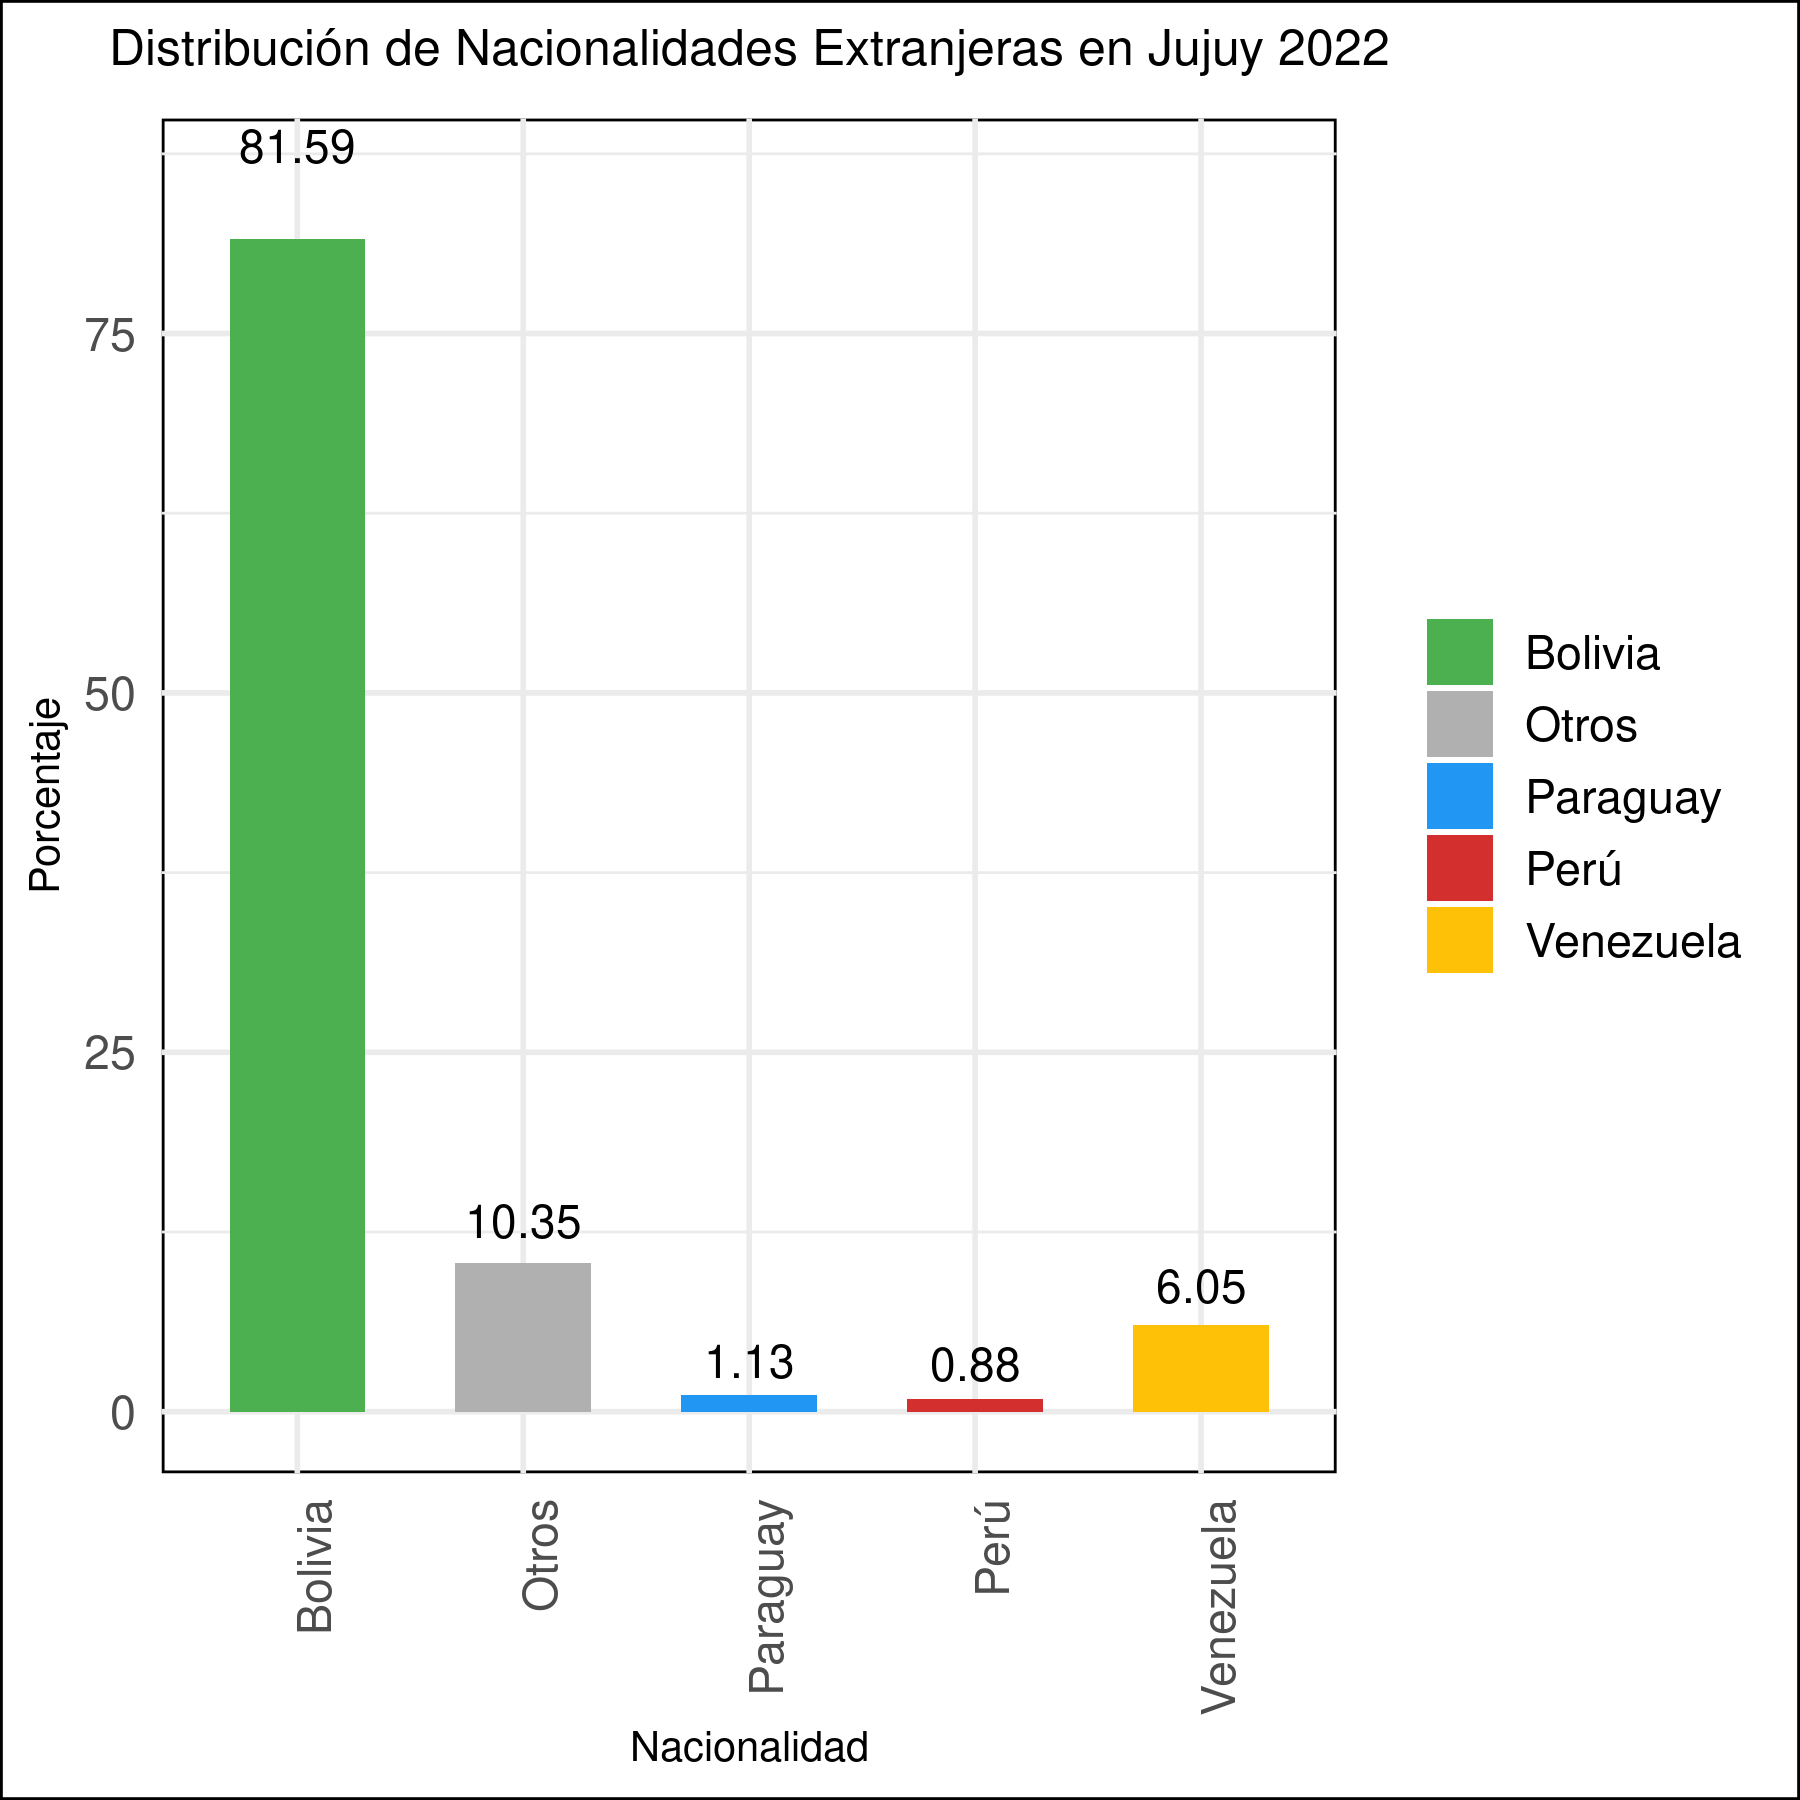 Distribución de Nacionalidades Extranjeras en Jujuy 2022
81.59
75
50
25
0
10.35
1.13
0.88
6.05
Porcentaje
Bolivia
Otros
Paraguay
Perú
Venezuela
Nacionalidad
Bolivia
Otros
Paraguay
Perú
Venezuela